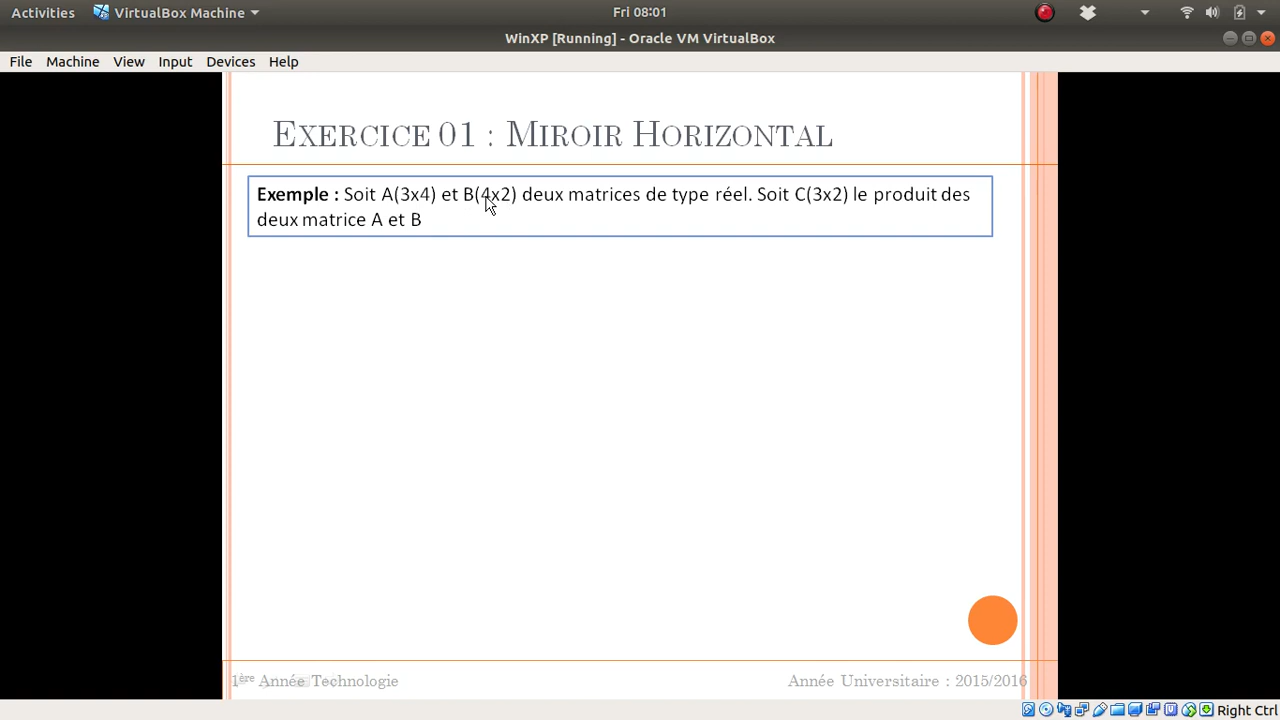 Activities VirtualBox Machine Fri 08:01
WinXP [Running] - Oracle VM VirtualBox
File Machine View Input Devices Help
EXERCICE 01 : MIROIR HORIZONTAL
Exemple : Soit A(3x4) et B(4x2) deux matrices de type réel. Soit C(3x2) le produit des
deux matrice A et B
1ère Année Technologie Année Universitaire : 2015/2016
Right Ctrl